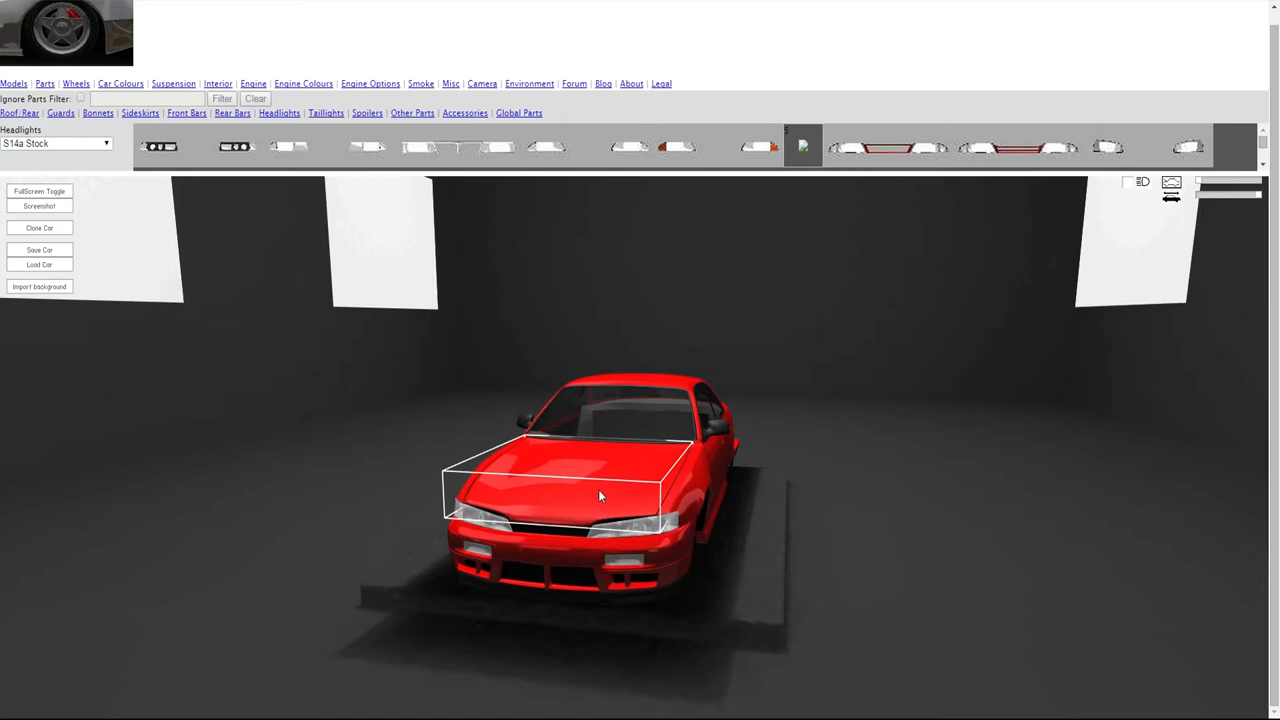 Models | Parts | Wheels | Car Colours | Suspension | Interior | Engine | Engine Colours | Engine Options | Smoke | Misc | Camera | Environment | Forum | Blog | About | Legal
Ignore Parts Filter: Filter Clear
Roof/Rear | Guards | Bonnets | Sideskirts | Front Bars | Rear Bars | Headlights | Taillights | Spoilers | Other Parts | Accessories | Global Parts
Headlights
S14a Stock
5
FullScreen Toggle
Screenshot
Clone Car
Save Car
Load Car
Import background